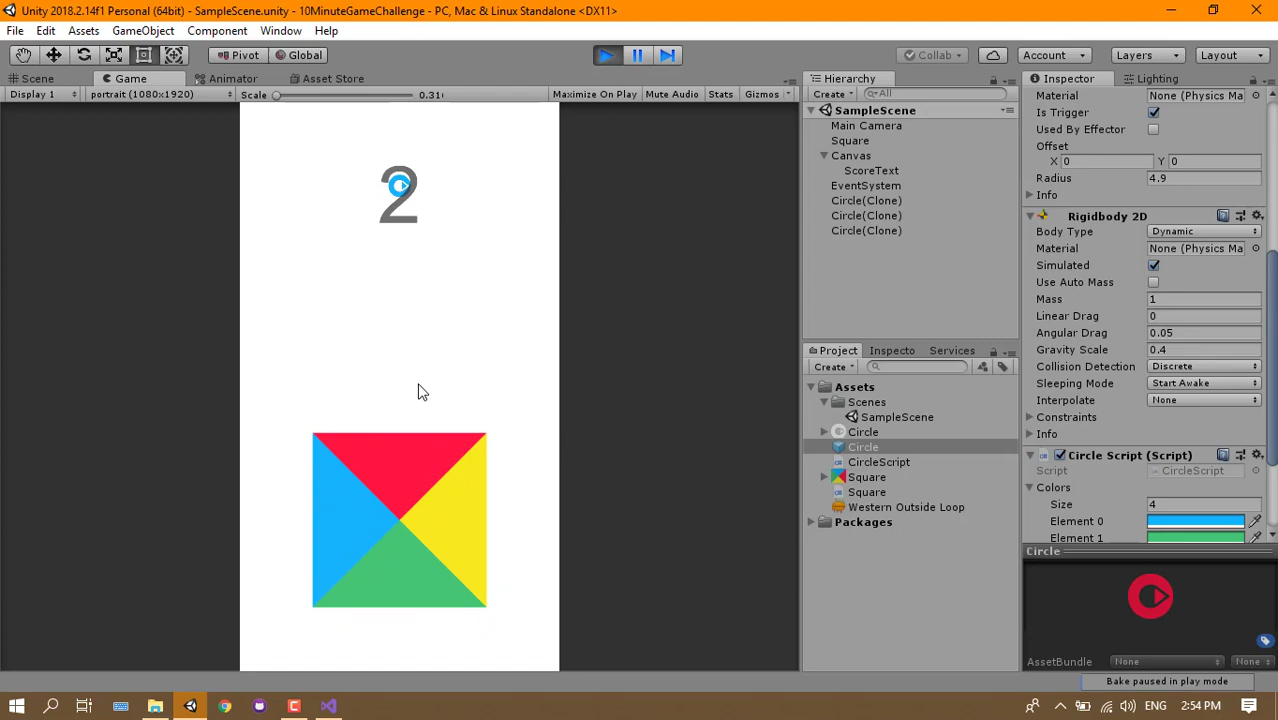 Unity 2018.2.14f1 Personal (64bit) - SampleScene.unity - 10MinuteGameChallenge - PC, Mac & Linux Standalone <DX11>
File Edit Assets GameObject Component Window Help
Pivot Global Collab Account Layers Layout
Scene Game Animator Asset Store
Display 1 portrait (1080x1920) Scale 0.31 Maximize On Play Mute Audio Stats Gizmos
2
Hierarchy
Create All
SampleScene
Main Camera
Square
Canvas
ScoreText
EventSystem
Circle(Clone)
Circle(Clone)
Circle(Clone)
Project Inspecto Services
Create
Assets
Scenes
SampleScene
Circle
Circle
CircleScript
Square
Square
Western Outside Loop
Packages
Inspector Lighting
Material None (Physics Ma
Is Trigger
Used By Effector
Offset
X 0 Y 0
Radius 4.9
Info
Rigidbody 2D
Body Type Dynamic
Material None (Physics Ma
Simulated
Use Auto Mass
Mass 1
Linear Drag 0
Angular Drag 0.05
Gravity Scale 0.4
Collision Detection Discrete
Sleeping Mode Start Awake
Interpolate None
Constraints
Info
Circle Script (Script)
Script CircleScript
Colors
Size 4
Element 0
Element 1
Circle
AssetBundle None None
Bake paused in play mode
ENG 2:54 PM